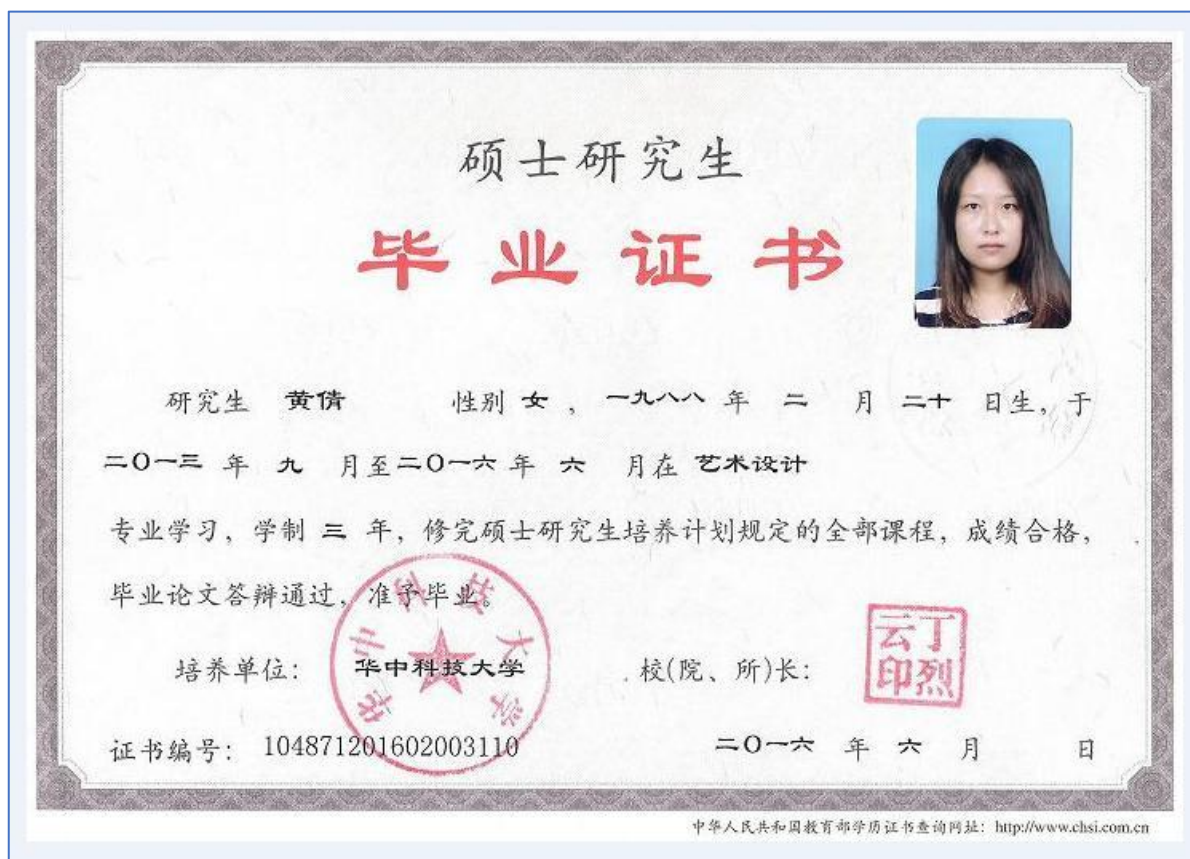 硕士研究生
毕业证书
研究生 黄倩 性别 女 ，一九八八 年 二 月 二十 日生，于
二〇一三 年 九 月至二〇一六 年 六 月在 艺术设计
专业学习，学制 三 年，修完硕士研究生培养计划规定的全部课程，成绩合格，
毕业论文答辩通过，准予毕业。
华中科技大学
培养单位： 华中科技大学 校(院、所)长： 丁烈云印
证书编号： 104871201602003110 二〇一六 年 六 月 日
中华人民共和国教育部学历证书查询网址：http://www.chsi.com.cn